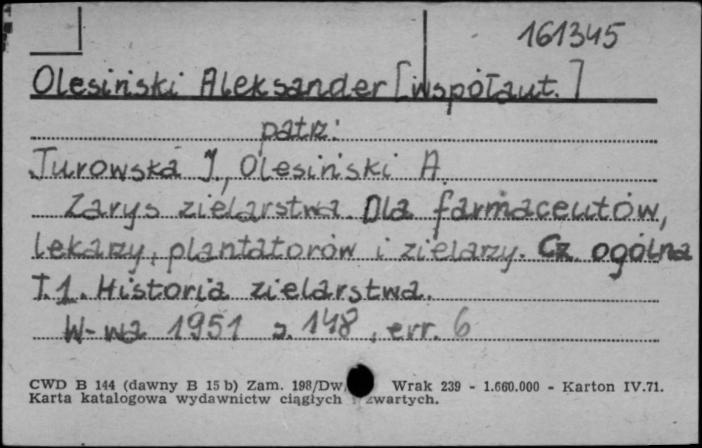 161345
Olesiński Aleksander [współaut.]
patrz:
Turowska J., Olesiński A.
Zarys zielarstwa. Dla farmaceutów,
lekarzy, plantatorów i zielarzy. Cz. ogólna
T.1. Historia zielarstwa.
W-wa 1951 s. 148, err. 6
CWD B 144 (dawny B 15 b) Zam. 198/Dw. Wrak 239 - 1.660.000 - Karton IV.71.
Karta katalogowa wydawnictw ciągłych i zwartych.